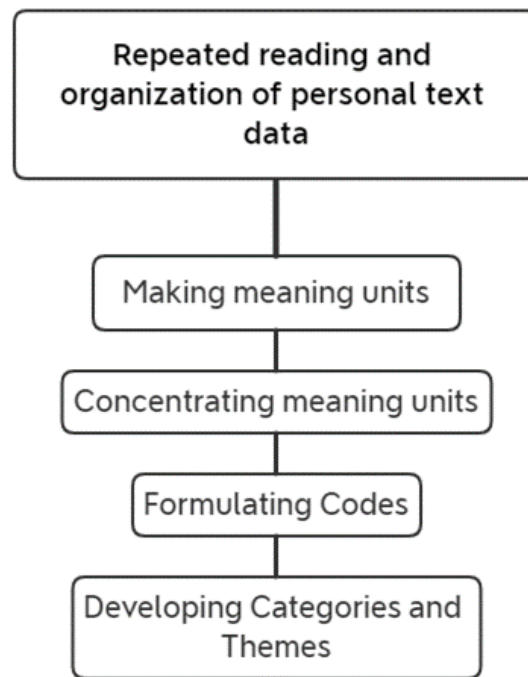 Repeated reading and
organization of personal text
data
Making meaning units
Concentrating meaning units
Formulating Codes
Developing Categories and
Themes